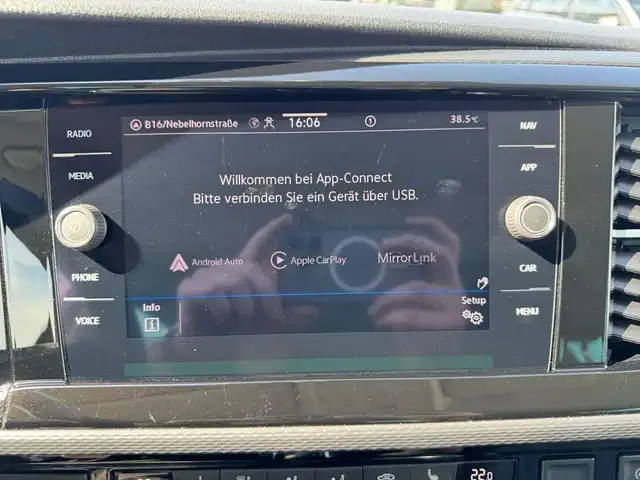 B16/Nebelhornstraße 16:06 1 38.5°C
RADIO
MEDIA
PHONE
VOICE
Willkommen bei App-Connect
Bitte verbinden Sie ein Gerät über USB.
Android Auto Apple CarPlay MirrorLink
Info Setup
NAV
APP
CAR
MENU
22.0